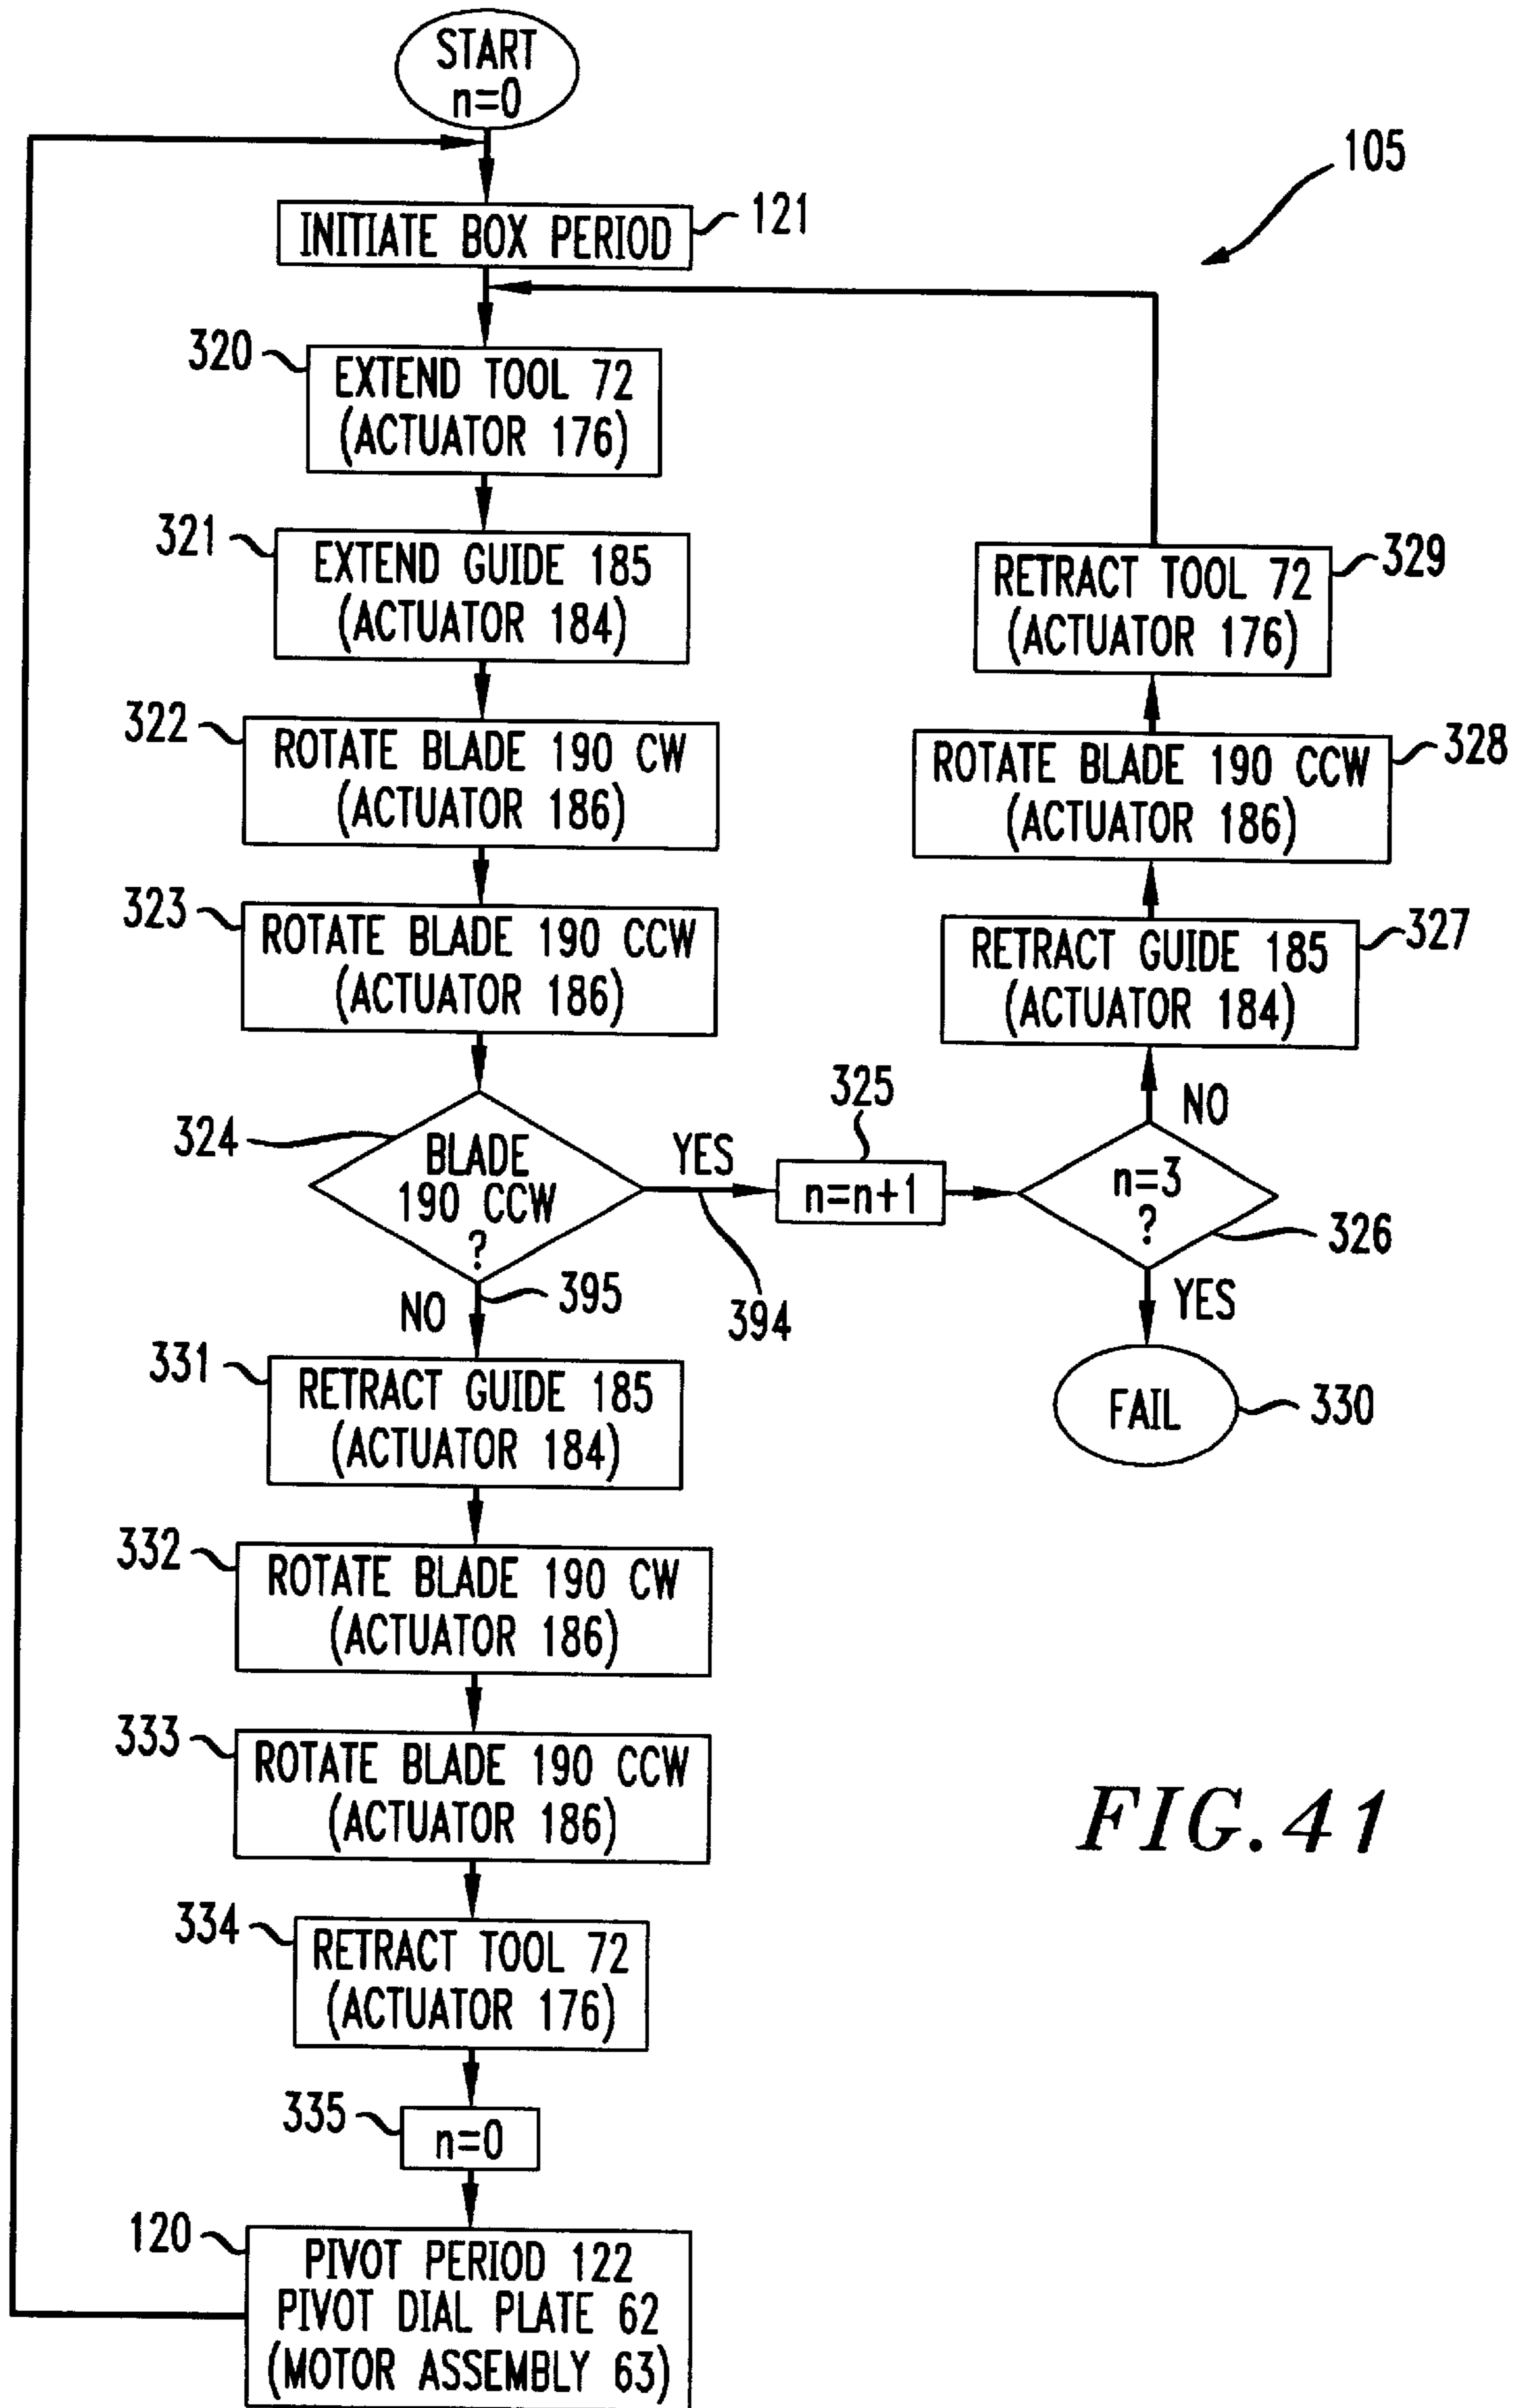 START
n=0
105
INITIATE BOX PERIOD
121
320
EXTEND TOOL 72
(ACTUATOR 176)
321
EXTEND GUIDE 185
(ACTUATOR 184)
322
ROTATE BLADE 190 CW
(ACTUATOR 186)
323
ROTATE BLADE 190 CCW
(ACTUATOR 186)
324
BLADE
190 CCW
?
YES
394
NO
395
325
n=n+1
n=3
?
326
NO
YES
FAIL
330
RETRACT GUIDE 185
(ACTUATOR 184)
327
ROTATE BLADE 190 CCW
(ACTUATOR 186)
328
RETRACT TOOL 72
(ACTUATOR 176)
329
331
RETRACT GUIDE 185
(ACTUATOR 184)
332
ROTATE BLADE 190 CW
(ACTUATOR 186)
333
ROTATE BLADE 190 CCW
(ACTUATOR 186)
334
RETRACT TOOL 72
(ACTUATOR 176)
335
n=0
120
PIVOT PERIOD 122
PIVOT DIAL PLATE 62
(MOTOR ASSEMBLY 63)
FIG.41